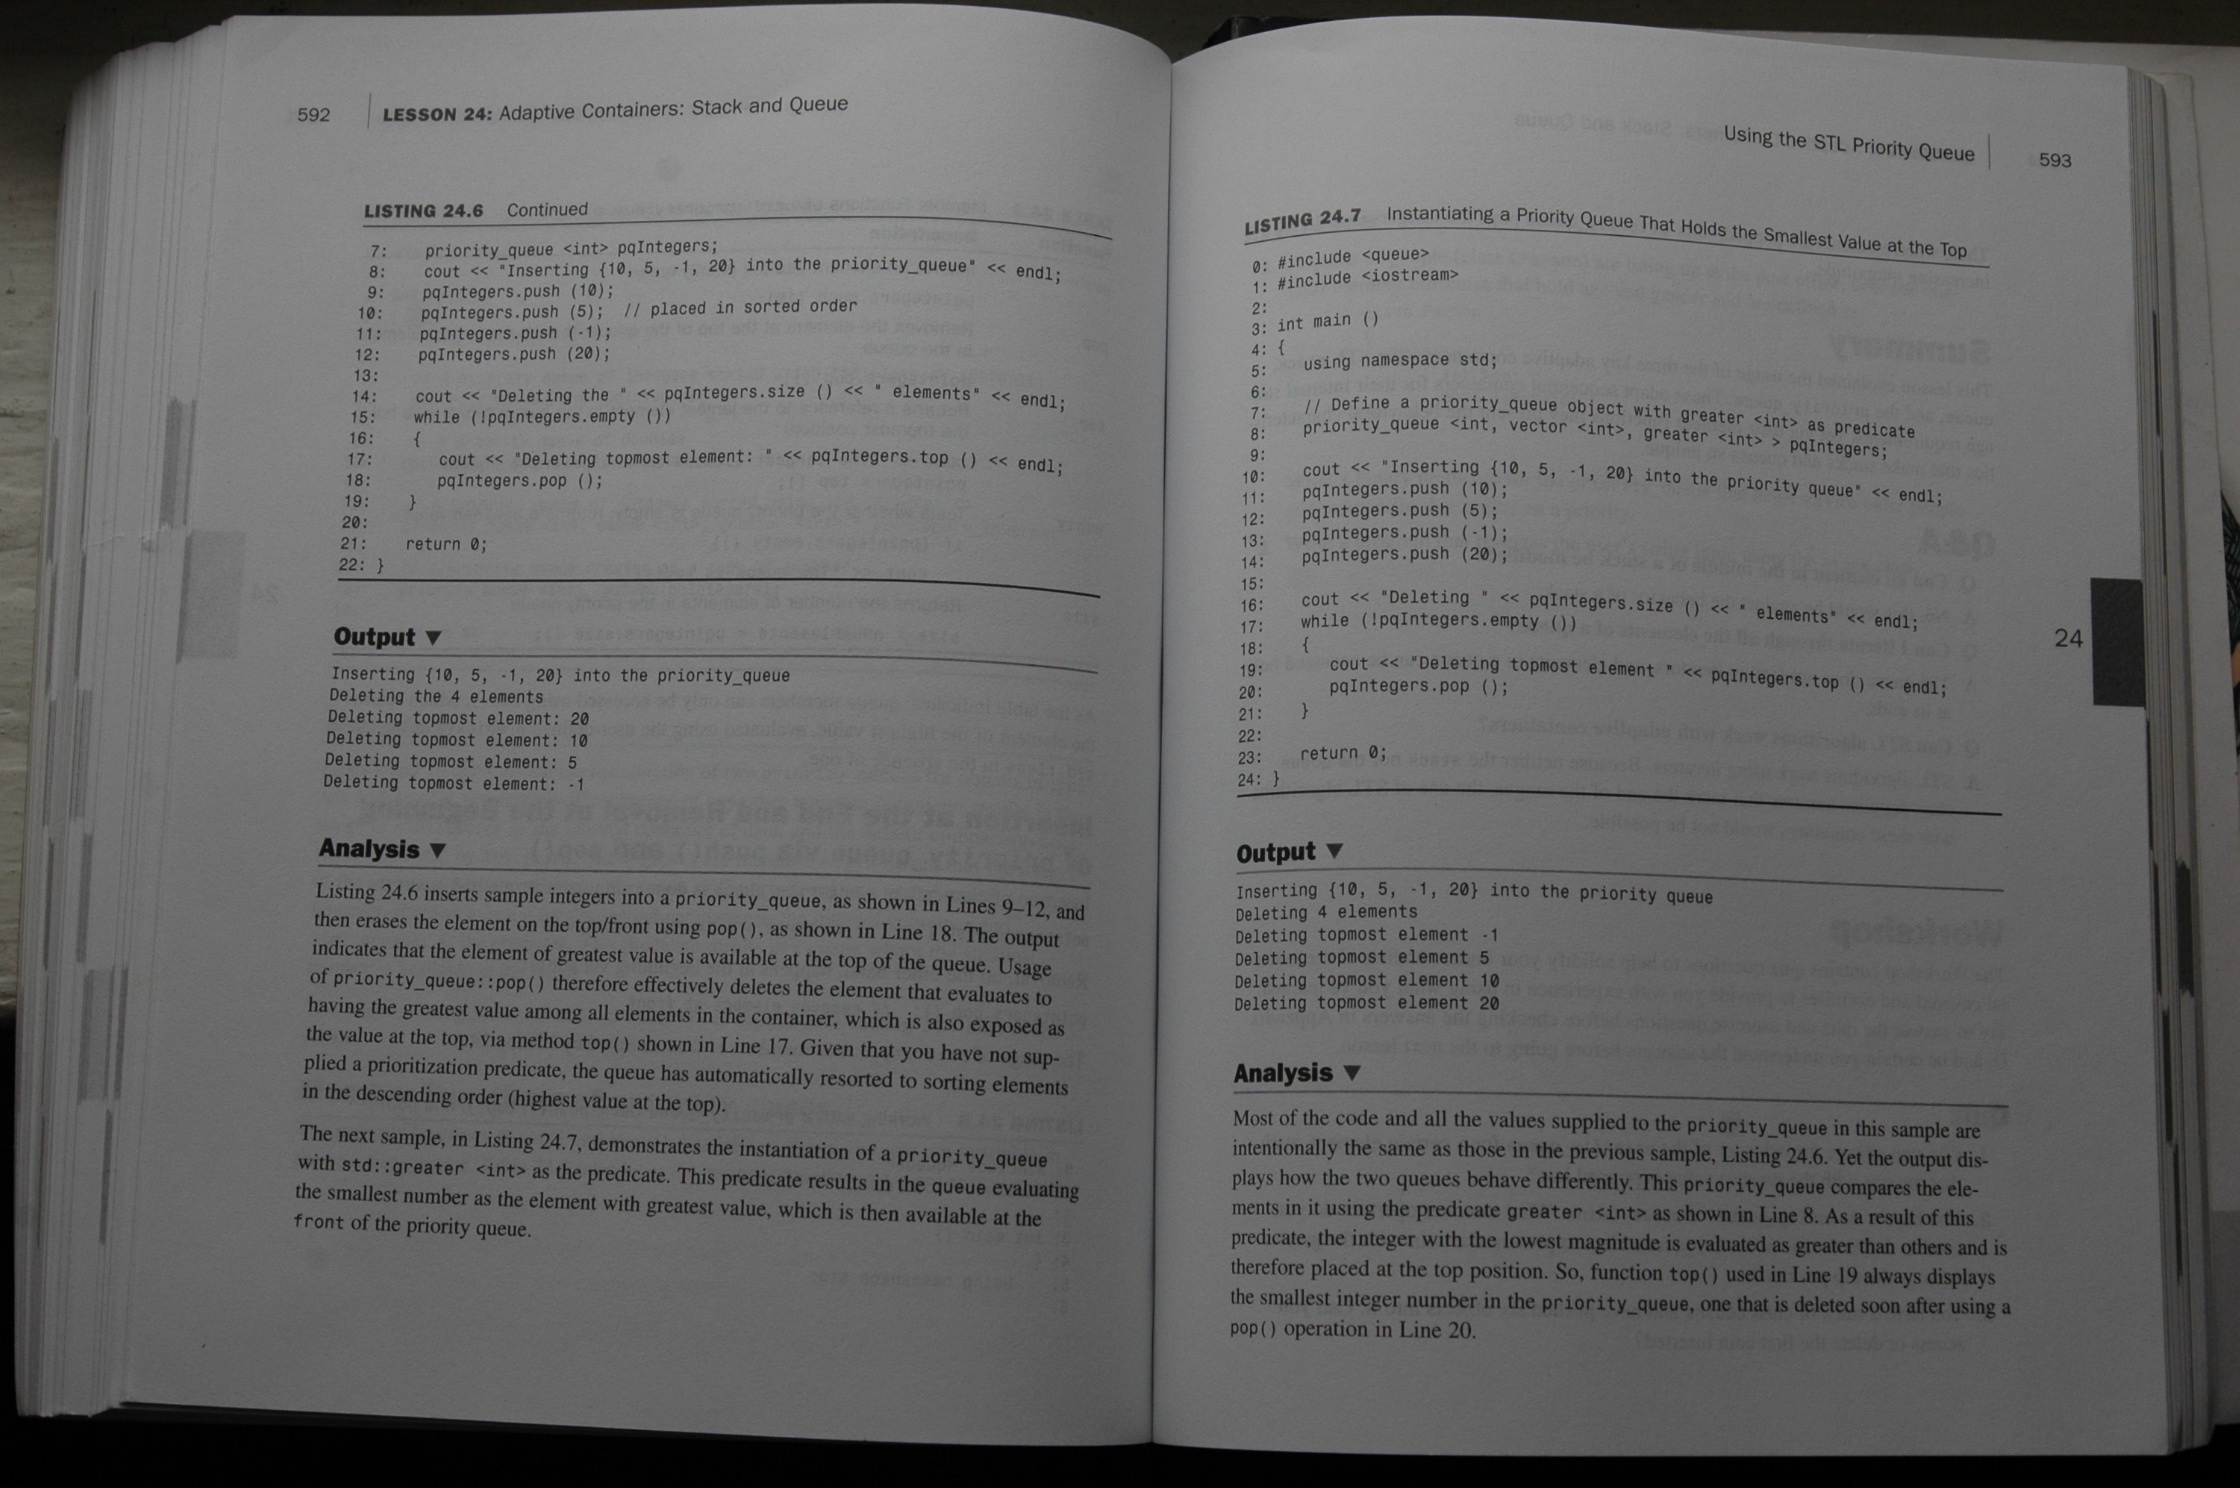 592 LESSON 24: Adaptive Containers: Stack and Queue
LISTING 24.6 Continued
7: priority_queue <int> pqIntegers;
8: cout << "Inserting {10, 5, -1, 20} into the priority_queue" << endl;
9: pqIntegers.push (10);
10: pqIntegers.push (5); // placed in sorted order
11: pqIntegers.push (-1);
12: pqIntegers.push (20);
13:
14: cout << "Deleting the " << pqIntegers.size () << " elements" << endl;
15: while (!pqIntegers.empty ())
16: {
17: cout << "Deleting topmost element: " << pqIntegers.top () << endl;
18: pqIntegers.pop ();
19: }
20:
21: return 0;
22: }
Output ▼
Inserting {10, 5, -1, 20} into the priority_queue
Deleting the 4 elements
Deleting topmost element: 20
Deleting topmost element: 10
Deleting topmost element: 5
Deleting topmost element: -1
Analysis ▼
Listing 24.6 inserts sample integers into a priority_queue, as shown in Lines 9–12, and
then erases the element on the top/front using pop(), as shown in Line 18. The output
indicates that the element of greatest value is available at the top of the queue. Usage
of priority_queue::pop() therefore effectively deletes the element that evaluates to
having the greatest value among all elements in the container, which is also exposed as
the value at the top, via method top() shown in Line 17. Given that you have not sup-
plied a prioritization predicate, the queue has automatically resorted to sorting elements
in the descending order (highest value at the top).
The next sample, in Listing 24.7, demonstrates the instantiation of a priority_queue
with std::greater <int> as the predicate. This predicate results in the queue evaluating
the smallest number as the element with greatest value, which is then available at the
front of the priority queue.
Using the STL Priority Queue 593
LISTING 24.7 Instantiating a Priority Queue That Holds the Smallest Value at the Top
0: #include <queue>
1: #include <iostream>
2:
3: int main ()
4: {
5: using namespace std;
6:
7: // Define a priority_queue object with greater <int> as predicate
8: priority_queue <int, vector <int>, greater <int> > pqIntegers;
9:
10: cout << "Inserting {10, 5, -1, 20} into the priority queue" << endl;
11: pqIntegers.push (10);
12: pqIntegers.push (5);
13: pqIntegers.push (-1);
14: pqIntegers.push (20);
15:
16: cout << "Deleting " << pqIntegers.size () << " elements" << endl;
17: while (!pqIntegers.empty ())
18: {
19: cout << "Deleting topmost element " << pqIntegers.top () << endl;
20: pqIntegers.pop ();
21: }
22:
23: return 0;
24: }
24
Output ▼
Inserting {10, 5, -1, 20} into the priority queue
Deleting 4 elements
Deleting topmost element -1
Deleting topmost element 5
Deleting topmost element 10
Deleting topmost element 20
Analysis ▼
Most of the code and all the values supplied to the priority_queue in this sample are
intentionally the same as those in the previous sample, Listing 24.6. Yet the output dis-
plays how the two queues behave differently. This priority_queue compares the ele-
ments in it using the predicate greater <int> as shown in Line 8. As a result of this
predicate, the integer with the lowest magnitude is evaluated as greater than others and is
therefore placed at the top position. So, function top() used in Line 19 always displays
the smallest integer number in the priority_queue, one that is deleted soon after using a
pop() operation in Line 20.